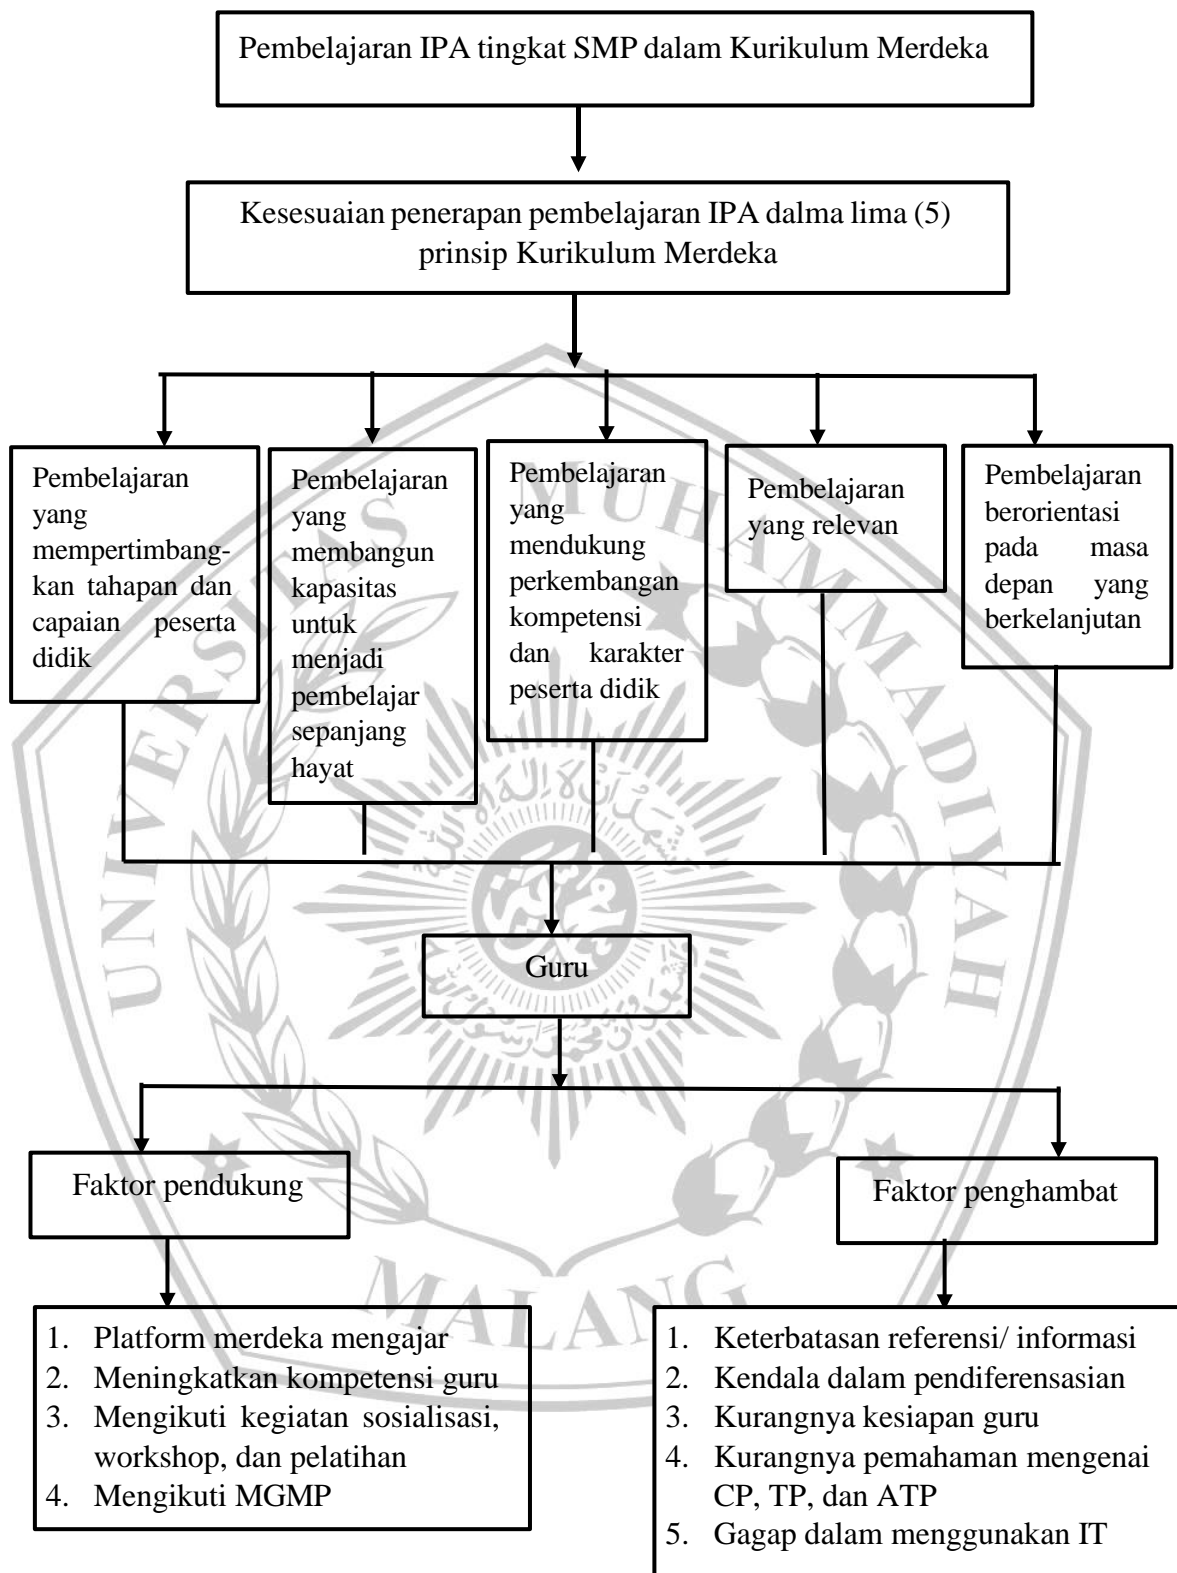 Pembelajaran IPA tingkat SMP dalam Kurikulum Merdeka
Kesesuaian penerapan pembelajaran IPA dalma lima (5)
prinsip Kurikulum Merdeka
Pembelajaran
yang
mempertimbang-
kan tahapan dan
capaian peserta
didik
Pembelajaran
yang
membangun
kapasitas
untuk
menjadi
pembelajar
sepanjang
hayat
Pembelajaran
yang
mendukung
perkembangan
kompetensi
dan karakter
peserta didik
Pembelajaran
yang relevan
Pembelajaran
berorientasi
pada masa
depan yang
berkelanjutan
Guru
Faktor pendukung
Faktor penghambat
1. Platform merdeka mengajar
2. Meningkatkan kompetensi guru
3. Mengikuti kegiatan sosialisasi,
workshop, dan pelatihan
4. Mengikuti MGMP
1. Keterbatasan referensi/ informasi
2. Kendala dalam pendiferensasian
3. Kurangnya kesiapan guru
4. Kurangnya pemahaman mengenai
CP, TP, dan ATP
5. Gagap dalam menggunakan IT
UNIVERSITAS MUHAMMADIYAH
MALANG